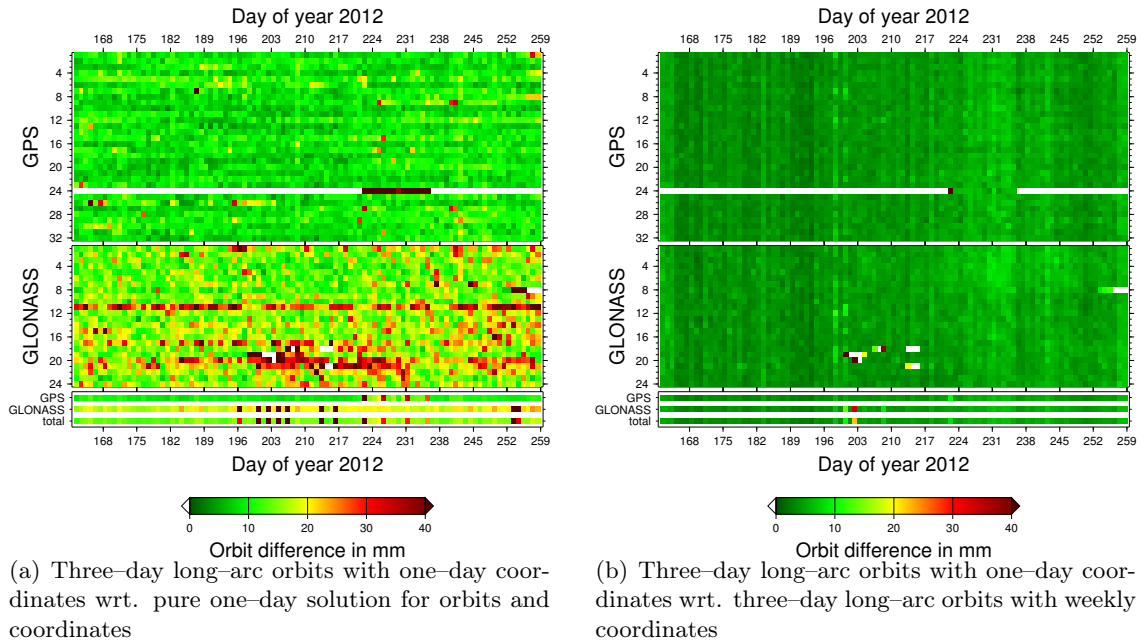 Day of year 2012
168 175 182 189 196 203 210 217 224 231 238 245 252 259
GPS
4
8
12
16
20
24
28
32
GLONASS
4
8
12
16
20
24
GPS
GLONASS
total
168 175 182 189 196 203 210 217 224 231 238 245 252 259
Day of year 2012
0 10 20 30 40
Orbit difference in mm
(a) Three–day long–arc orbits with one–day coor-
dinates wrt. pure one–day solution for orbits and
coordinates
Day of year 2012
168 175 182 189 196 203 210 217 224 231 238 245 252 259
GPS
4
8
12
16
20
24
28
32
GLONASS
4
8
12
16
20
24
GPS
GLONASS
total
168 175 182 189 196 203 210 217 224 231 238 245 252 259
Day of year 2012
0 10 20 30 40
Orbit difference in mm
(b) Three–day long–arc orbits with one–day coor-
dinates wrt. three–day long–arc orbits with weekly
coordinates